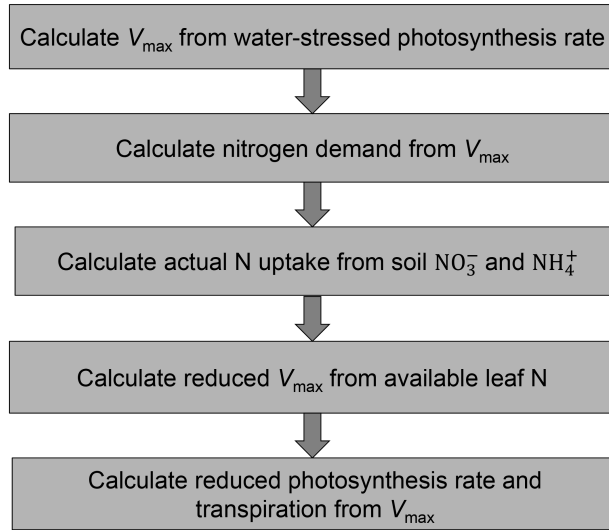 Calculate Vmax from water-stressed photosynthesis rate
Calculate nitrogen demand from Vmax
Calculate actual N uptake from soil NO₃⁻ and NH₄⁺
Calculate reduced Vmax from available leaf N
Calculate reduced photosynthesis rate and
transpiration from Vmax